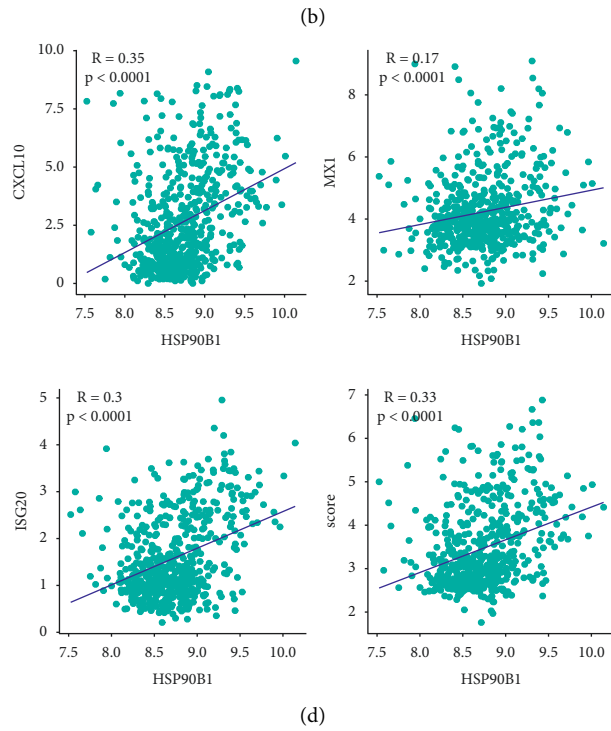 (b)
R = 0.35
p < 0.0001
10.0
7.5
5.0
2.5
0
CXCL10
7.5 8.0 8.5 9.0 9.5 10.0
HSP90B1
R = 0.17
p < 0.0001
8
6
4
2
MX1
7.5 8.0 8.5 9.0 9.5 10.0
HSP90B1
R = 0.3
p < 0.0001
5
4
3
2
1
0
ISG20
7.5 8.0 8.5 9.0 9.5 10.0
HSP90B1
R = 0.33
p < 0.0001
7
6
5
4
3
2
score
7.5 8.0 8.5 9.0 9.5 10.0
HSP90B1
(d)